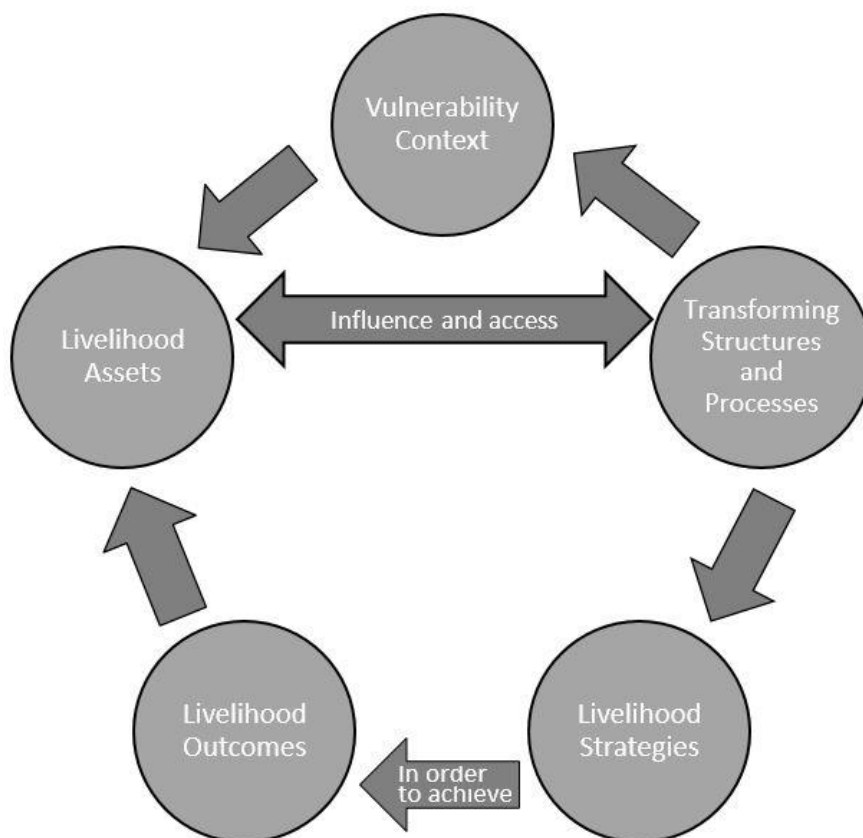 Vulnerability
Context
Influence and access
Livelihood
Assets
Transforming
Structures
and
Processes
Livelihood
Outcomes
In order
to achieve
Livelihood
Strategies